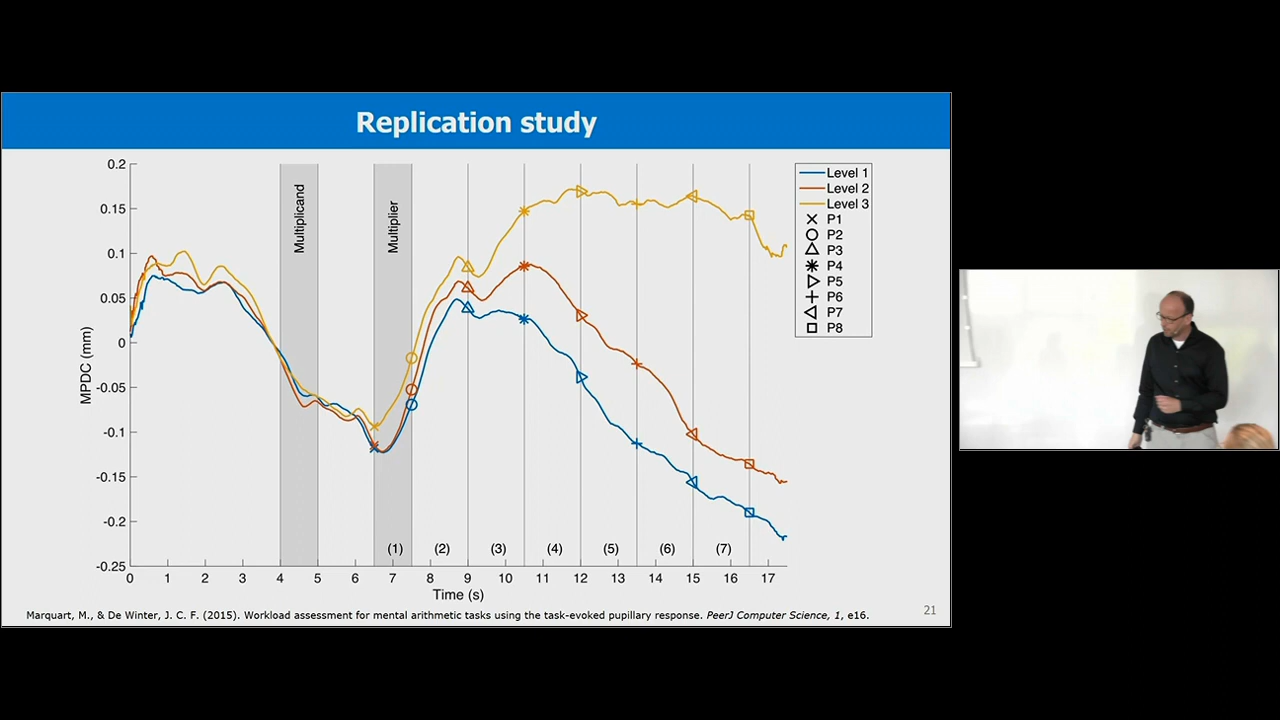 Replication study
0.2
0.15
0.1
0.05
0
-0.05
-0.1
-0.15
-0.2
-0.25
MPDC (mm)
Multiplicand
Multiplier
(1) (2) (3) (4) (5) (6) (7)
0 1 2 3 4 5 6 7 8 9 10 11 12 13 14 15 16 17
Time (s)
Level 1
Level 2
Level 3
P1
P2
P3
P4
P5
P6
P7
P8
Marquart, M., & De Winter, J. C. F. (2015). Workload assessment for mental arithmetic tasks using the task-evoked pupillary response. PeerJ Computer Science, 1, e16.
21